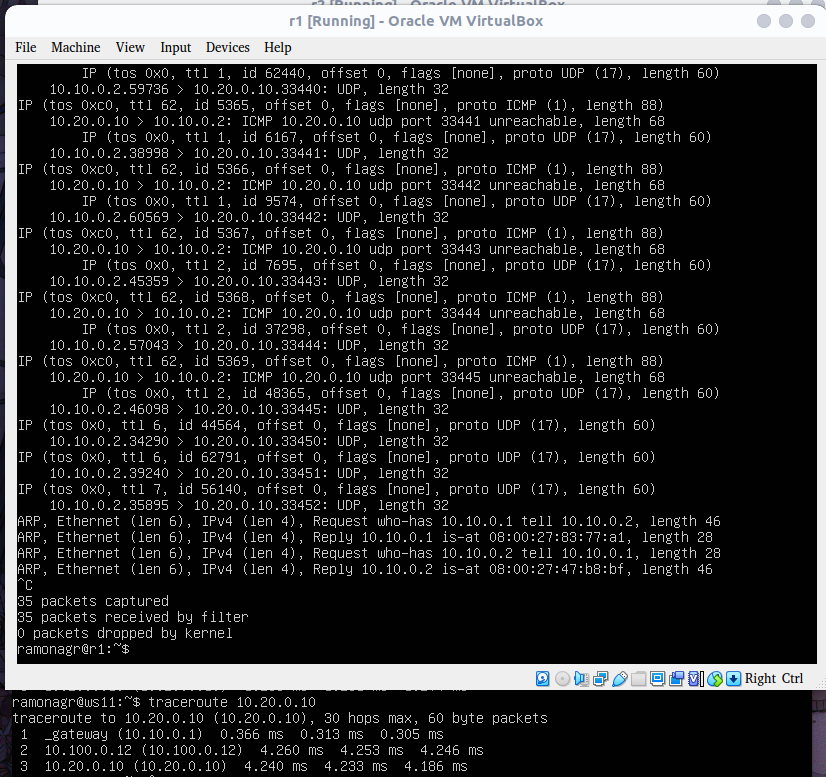 r1 [Running] - Oracle VM VirtualBox
File Machine View Input Devices Help
IP (tos 0x0, ttl 1, id 62440, offset 0, flags [none], proto UDP (17), length 60)
10.10.0.2.59736 > 10.20.0.10.33440: UDP, length 32
IP (tos 0xc0, ttl 62, id 5365, offset 0, flags [none], proto ICMP (1), length 88)
10.20.0.10 > 10.10.0.2: ICMP 10.20.0.10 udp port 33441 unreachable, length 68
IP (tos 0x0, ttl 1, id 6167, offset 0, flags [none], proto UDP (17), length 60)
10.10.0.2.38998 > 10.20.0.10.33441: UDP, length 32
IP (tos 0xc0, ttl 62, id 5366, offset 0, flags [none], proto ICMP (1), length 88)
10.20.0.10 > 10.10.0.2: ICMP 10.20.0.10 udp port 33442 unreachable, length 68
IP (tos 0x0, ttl 1, id 9574, offset 0, flags [none], proto UDP (17), length 60)
10.10.0.2.60569 > 10.20.0.10.33442: UDP, length 32
IP (tos 0xc0, ttl 62, id 5367, offset 0, flags [none], proto ICMP (1), length 88)
10.20.0.10 > 10.10.0.2: ICMP 10.20.0.10 udp port 33443 unreachable, length 68
IP (tos 0x0, ttl 2, id 7695, offset 0, flags [none], proto UDP (17), length 60)
10.10.0.2.45359 > 10.20.0.10.33443: UDP, length 32
IP (tos 0xc0, ttl 62, id 5368, offset 0, flags [none], proto ICMP (1), length 88)
10.20.0.10 > 10.10.0.2: ICMP 10.20.0.10 udp port 33444 unreachable, length 68
IP (tos 0x0, ttl 2, id 37298, offset 0, flags [none], proto UDP (17), length 60)
10.10.0.2.57043 > 10.20.0.10.33444: UDP, length 32
IP (tos 0xc0, ttl 62, id 5369, offset 0, flags [none], proto ICMP (1), length 88)
10.20.0.10 > 10.10.0.2: ICMP 10.20.0.10 udp port 33445 unreachable, length 68
IP (tos 0x0, ttl 2, id 48365, offset 0, flags [none], proto UDP (17), length 60)
10.10.0.2.46098 > 10.20.0.10.33445: UDP, length 32
IP (tos 0x0, ttl 6, id 44564, offset 0, flags [none], proto UDP (17), length 60)
10.10.0.2.34290 > 10.20.0.10.33450: UDP, length 32
IP (tos 0x0, ttl 6, id 62791, offset 0, flags [none], proto UDP (17), length 60)
10.10.0.2.39240 > 10.20.0.10.33451: UDP, length 32
IP (tos 0x0, ttl 7, id 56140, offset 0, flags [none], proto UDP (17), length 60)
10.10.0.2.35895 > 10.20.0.10.33452: UDP, length 32
ARP, Ethernet (len 6), IPv4 (len 4), Request who-has 10.10.0.1 tell 10.10.0.2, length 46
ARP, Ethernet (len 6), IPv4 (len 4), Reply 10.10.0.1 is-at 08:00:27:83:77:a1, length 28
ARP, Ethernet (len 6), IPv4 (len 4), Request who-has 10.10.0.2 tell 10.10.0.1, length 28
ARP, Ethernet (len 6), IPv4 (len 4), Reply 10.10.0.2 is-at 08:00:27:47:b8:bf, length 46
^C
35 packets captured
35 packets received by filter
0 packets dropped by kernel
ramonagr@r1:~$
Right Ctrl
ramonagr@ws11:~$ traceroute 10.20.0.10
traceroute to 10.20.0.10 (10.20.0.10), 30 hops max, 60 byte packets
1 _gateway (10.10.0.1) 0.366 ms 0.313 ms 0.305 ms
2 10.100.0.12 (10.100.0.12) 4.260 ms 4.253 ms 4.246 ms
3 10.20.0.10 (10.20.0.10) 4.240 ms 4.233 ms 4.186 ms